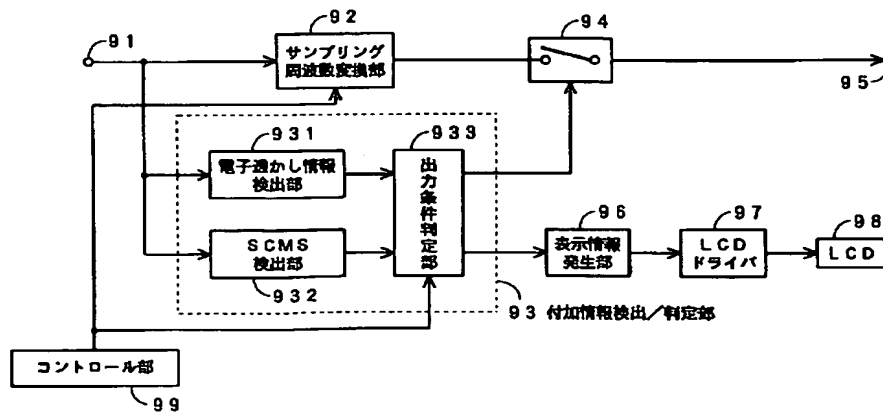 91
92
サンプリング
周波数変換部
94
95
931
電子透かし情報
検出部
933
出力条件判定部
SCMS
検出部
932
96
表示情報
発生部
97
LCD
ドライバ
98
LCD
93 付加情報検出／判定部
コントロール部
99